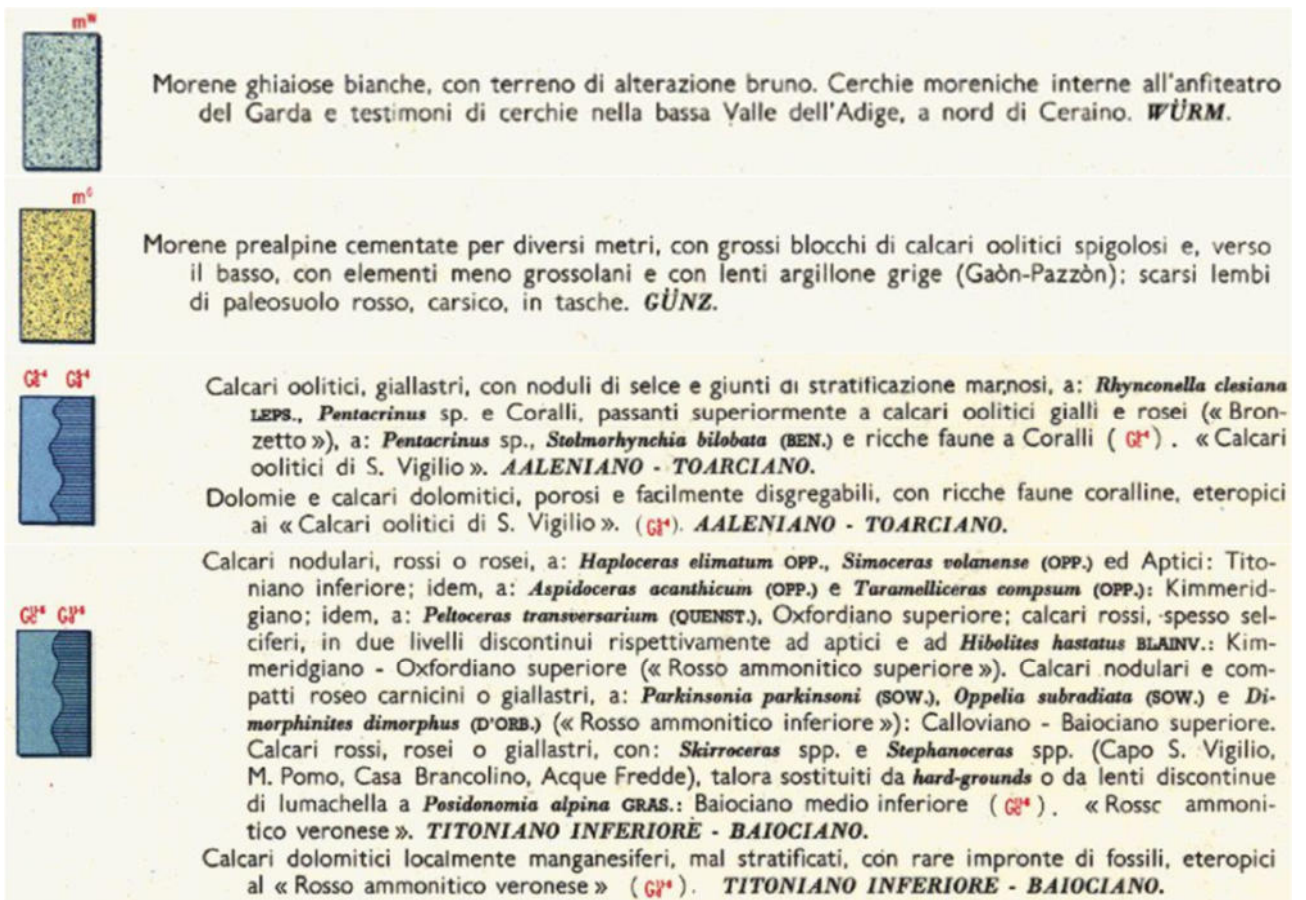 mᵂ
Morene ghiaiose bianche, con terreno di alterazione bruno. Cerchie moreniche interne all'anfiteatro
del Garda e testimoni di cerchie nella bassa Valle dell'Adige, a nord di Ceraino. WÜRM.
mᴳ
Morene prealpine cementate per diversi metri, con grossi blocchi di calcari oolitici spigolosi e, verso
il basso, con elementi meno grossolani e con lenti argillone grige (Gaòn-Pazzòn); scarsi lembi
di paleosuolo rosso, carsico, in tasche. GÜNZ.
Calcari oolitici, giallastri, con noduli di selce e giunti di stratificazione marnosi, a: Rhynconella clesiana
LEPS., Pentacrinus sp. e Coralli, passanti superiormente a calcari oolitici gialli e rosei (« Bron-
zetto »), a: Pentacrinus sp., Stolmorhynchia bilobata (BEN.) e ricche faune a Coralli ( ) . « Calcari
oolitici di S. Vigilio ». AALENIANO - TOARCIANO.
Dolomie e calcari dolomitici, porosi e facilmente disgregabili, con ricche faune coralline, eteropici
ai « Calcari oolitici di S. Vigilio ». ( ). AALENIANO - TOARCIANO.
Calcari nodulari, rossi o rosei, a: Haploceras elimatum OPP., Simoceras volanense (OPP.) ed Aptici: Tito-
niano inferiore; idem, a: Aspidoceras acanthicum (OPP.) e Taramelliceras compsum (OPP.): Kimmerid-
giano; idem, a: Peltoceras transversarium (QUENST.), Oxfordiano superiore; calcari rossi, spesso sel-
ciferi, in due livelli discontinui rispettivamente ad aptici e ad Hibolites hastatus BLAINV.: Kim-
meridgiano - Oxfordiano superiore (« Rosso ammonitico superiore »). Calcari nodulari e com-
patti roseo carnicini o giallastri, a: Parkinsonia parkinsoni (SOW.), Oppelia subradiata (SOW.) e Di-
morphinites dimorphus (D'ORB.) (« Rosso ammonitico inferiore »): Calloviano - Baiociano superiore.
Calcari rossi, rosei o giallastri, con: Skirroceras spp. e Stephanoceras spp. (Capo S. Vigilio,
M. Pomo, Casa Brancolino, Acque Fredde), talora sostituiti da hard-grounds o da lenti discontinue
di lumachella a Posidonomia alpina GRAS.: Baiociano medio inferiore ( ). « Rossc ammoni-
tico veronese ». TITONIANO INFERIORE - BAIOCIANO.
Calcari dolomitici localmente manganesiferi, mal stratificati, con rare impronte di fossili, eteropici
al « Rosso ammonitico veronese » ( ). TITONIANO INFERIORE - BAIOCIANO.